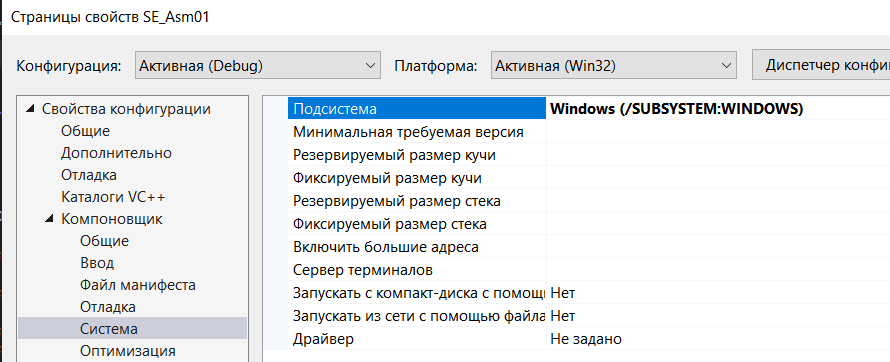 Страницы свойств SE_Asm01
Конфигурация: Активная (Debug) Платформа: Активная (Win32) Диспетчер конфи
Свойства конфигурации
Общие
Дополнительно
Отладка
Каталоги VC++
Компоновщик
Общие
Ввод
Файл манифеста
Отладка
Система
Оптимизация
Подсистема Windows (/SUBSYSTEM:WINDOWS)
Минимальная требуемая версия
Резервируемый размер кучи
Фиксируемый размер кучи
Резервируемый размер стека
Фиксируемый размер стека
Включить большие адреса
Сервер терминалов
Запускать с компакт-диска с помощı Нет
Запускать из сети с помощью файла Нет
Драйвер Не задано